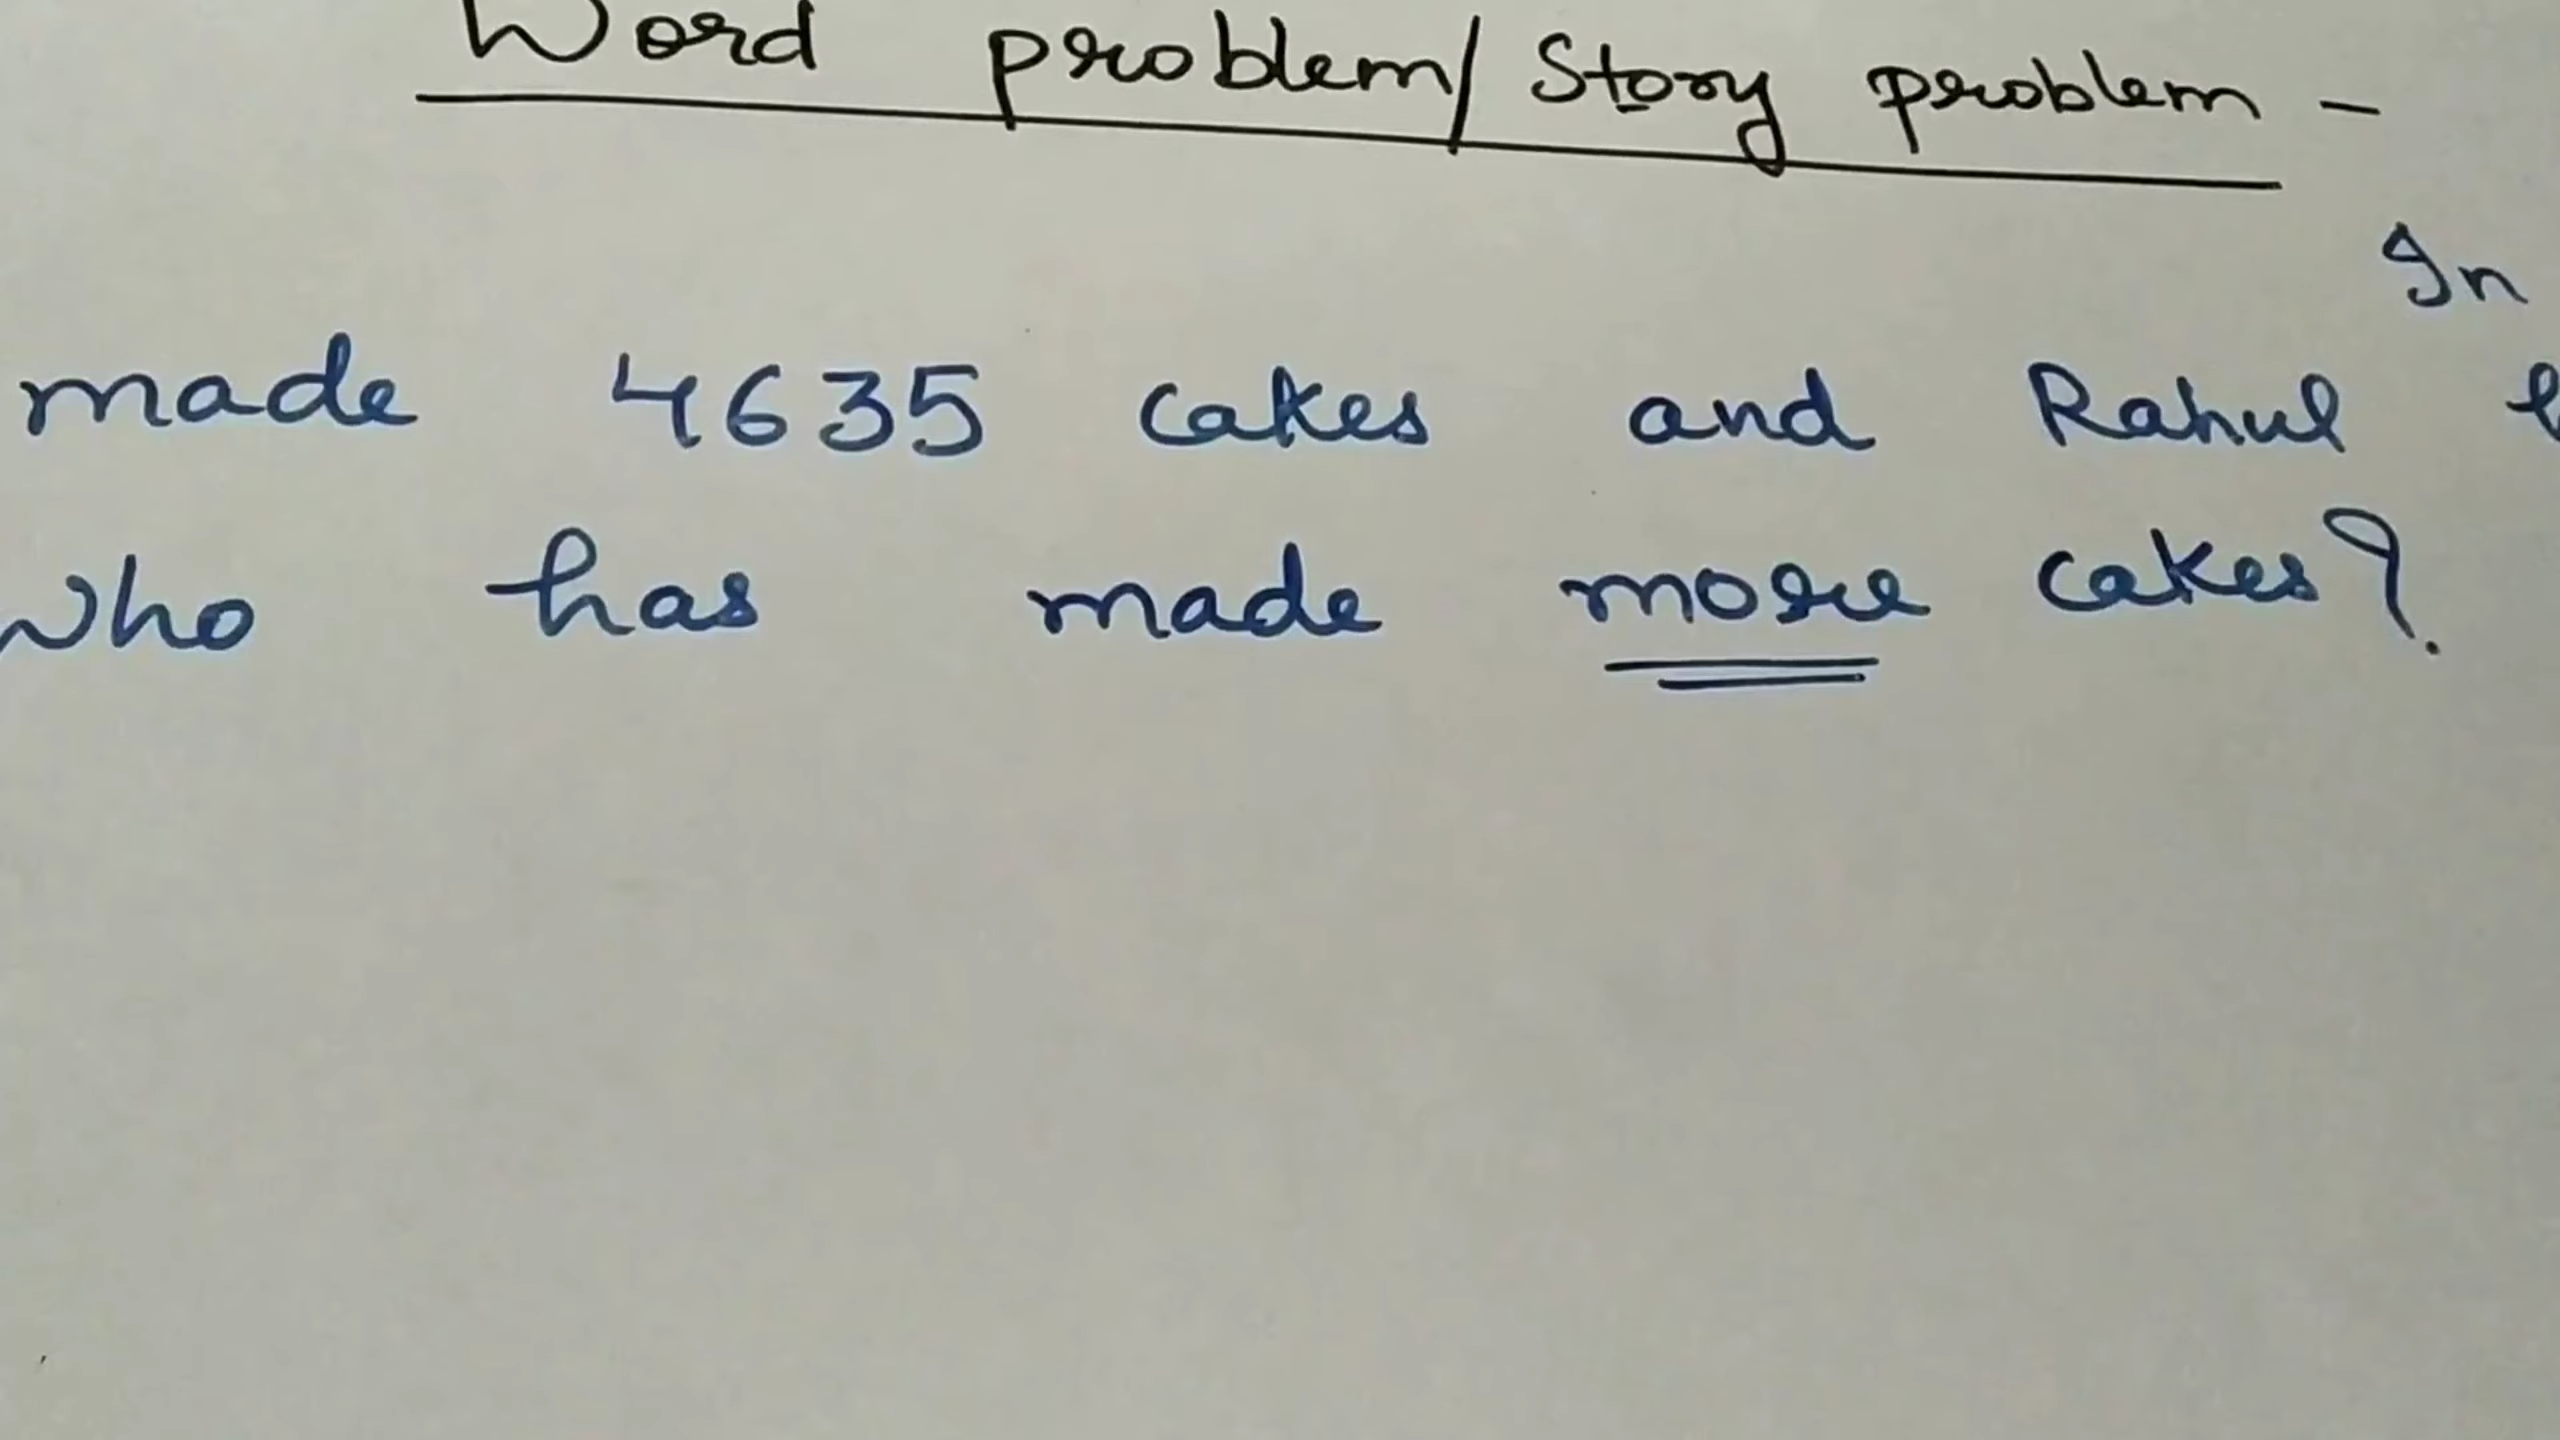 Word problem/Story problem -
In
made 4635 cakes and Rahul
who has made more cakes?